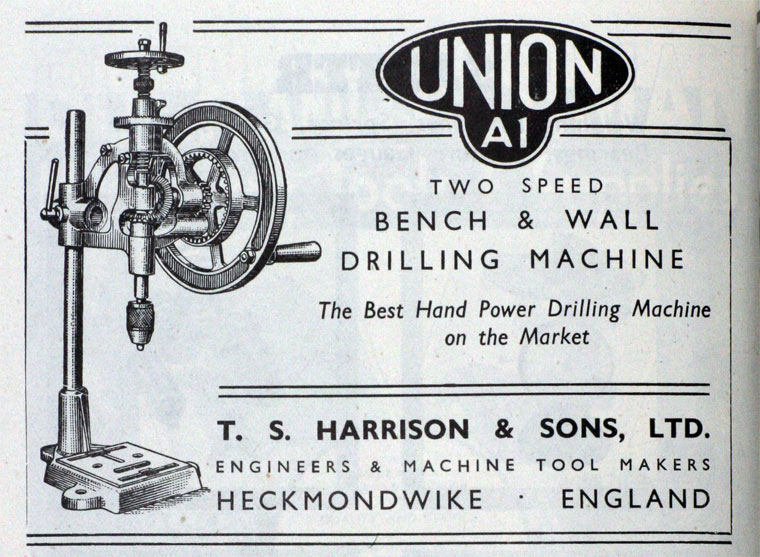 UNION
A1
TWO SPEED
BENCH & WALL
DRILLING MACHINE
The Best Hand Power Drilling Machine
on the Market
T. S. HARRISON & SONS, LTD.
ENGINEERS & MACHINE TOOL MAKERS
HECKMONDWIKE · ENGLAND